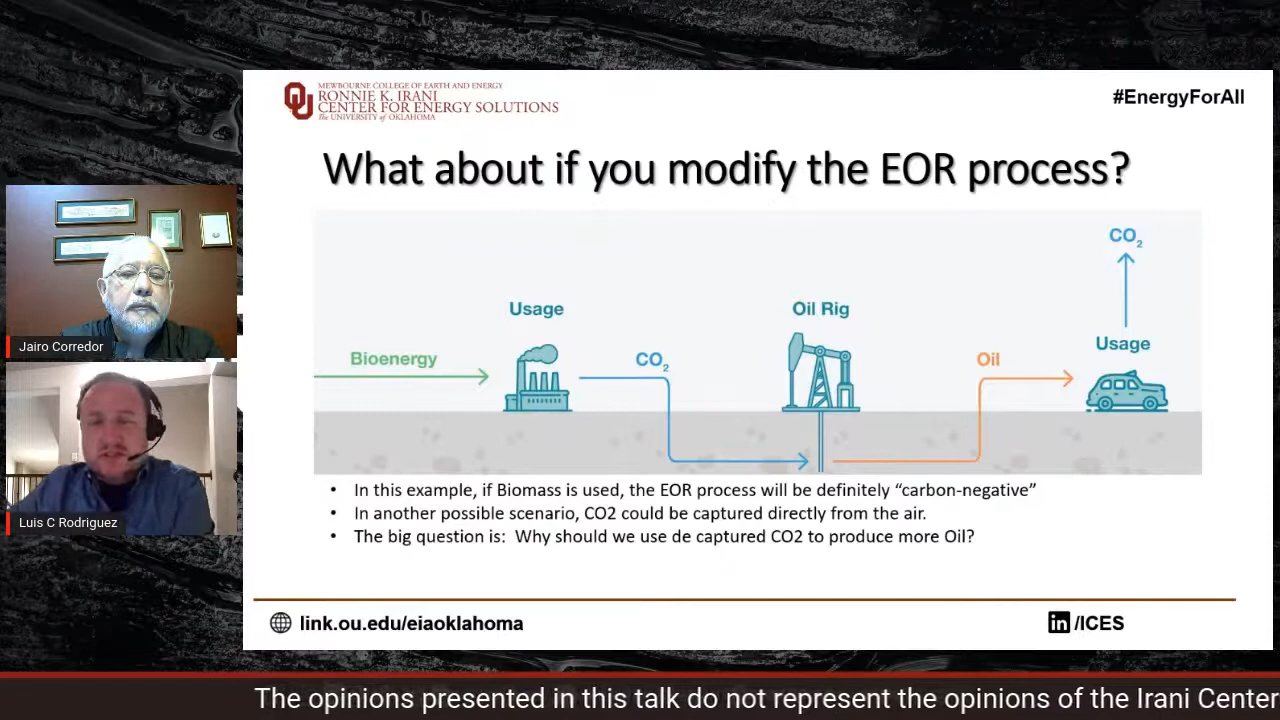 MEWBOURNE COLLEGE OF EARTH AND ENERGY
RONNIE K. IRANI
CENTER FOR ENERGY SOLUTIONS
The UNIVERSITY of OKLAHOMA
#EnergyForAll
What about if you modify the EOR process?
CO2
Usage
Oil Rig
Usage
Bioenergy
CO2
Oil
• In this example, if Biomass is used, the EOR process will be definitely “carbon-negative”
• In another possible scenario, CO2 could be captured directly from the air.
• The big question is: Why should we use de captured CO2 to produce more Oil?
link.ou.edu/eiaoklahoma
in /ICES
Jairo Corredor
Luis C Rodriguez
The opinions presented in this talk do not represent the opinions of the Irani Center